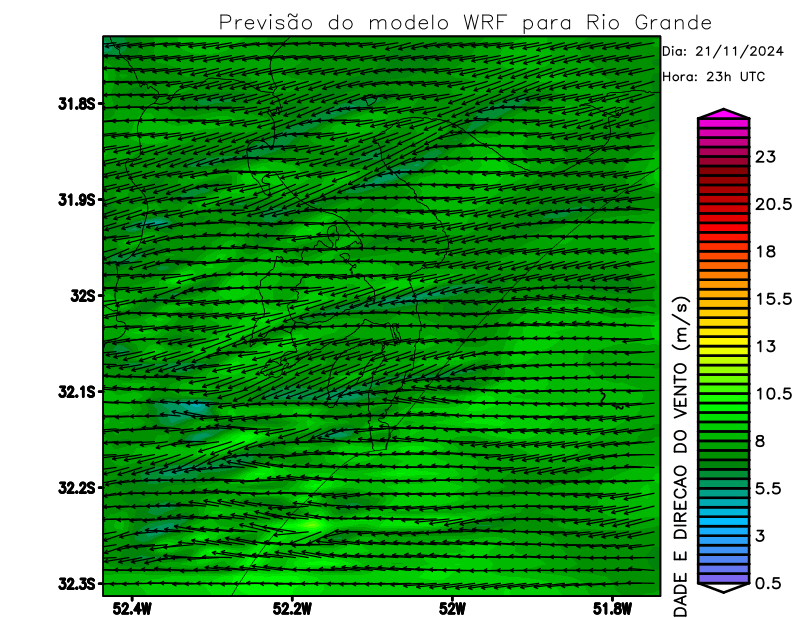 Previsão do modelo WRF para Rio Grande
Dia: 21/11/2024
Hora: 23h UTC
31.8S
31.9S
32S
32.1S
32.2S
32.3S
52.4W
52.2W
52W
51.8W
23
20.5
18
15.5
13
10.5
8
5.5
3
0.5
DADE E DIRECAO DO VENTO (m/s)